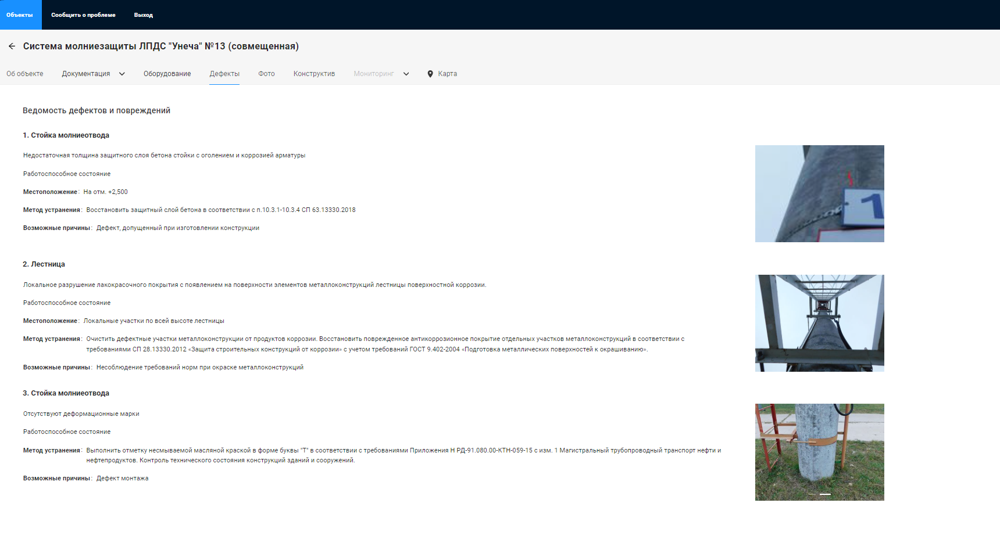 Объекты Сообщить о проблеме Выход
Система молниезащиты ЛПДС "Унеча" №13 (совмещенная)
Об объекте Документация Оборудование Дефекты Фото Конструктив Мониторинг Карта
Ведомость дефектов и повреждений
1. Стойка молниеотвода
Недостаточная толщина защитного слоя бетона стойки с оголением и коррозией арматуры
Работоспособное состояние
Местоположение: На отм. +2,500
Метод устранения: Восстановить защитный слой бетона в соответствии с п.10.3.1-10.3.4 СП 63.13330.2018
Возможные причины: Дефект, допущенный при изготовлении конструкции
1
2. Лестница
Локальное разрушение лакокрасочного покрытия с появлением на поверхности элементов металлоконструкций лестницы поверхностной коррозии.
Работоспособное состояние
Местоположение: Локальные участки по всей высоте лестницы
Метод устранения: Очистить дефектные участки металлоконструкции от продуктов коррозии. Восстановить поврежденное антикоррозионное покрытие отдельных участков металлоконструкций в соответствии с
требованиями СП 28.13330.2012 «Защита строительных конструкций от коррозии» с учетом требований ГОСТ 9.402-2004 «Подготовка металлических поверхностей к окрашиванию».
Возможные причины: Несоблюдение требований норм при окраске металлоконструкций
3. Стойка молниеотвода
Отсутствуют деформационные марки
Работоспособное состояние
Метод устранения: Выполнить отметку несмываемой масляной краской в форме буквы "Т" в соответствии с требованиями Приложения Н РД-91.080.00-КТН-059-15 с изм. 1 Магистральный трубопроводный транспорт нефти и
нефтепродуктов. Контроль технического состояния конструкций зданий и сооружений.
Возможные причины: Дефект монтажа